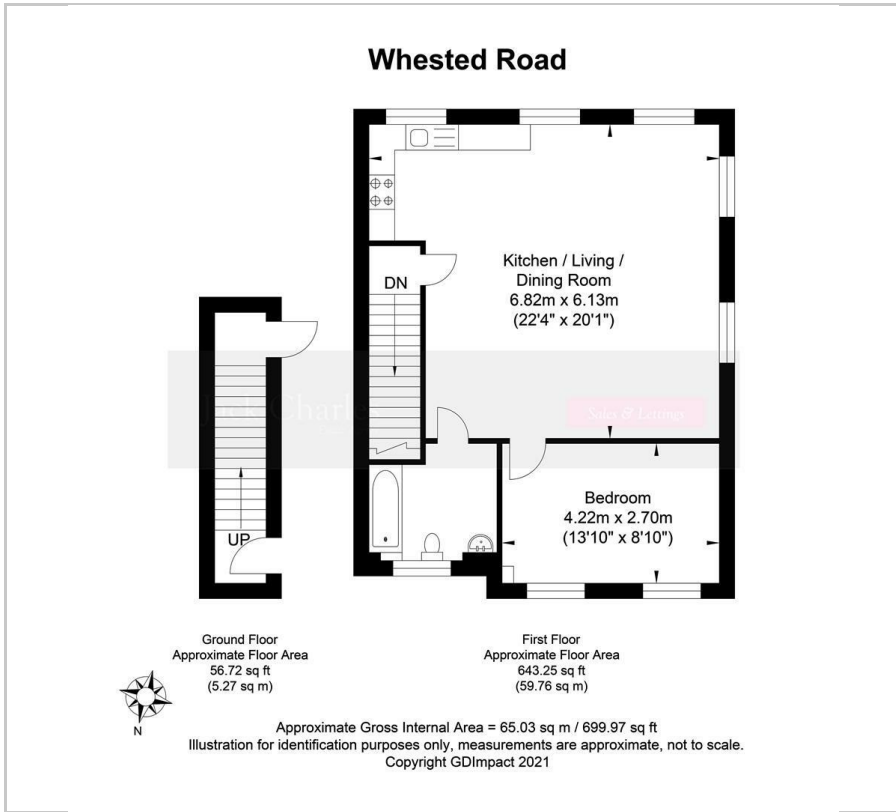 Whested Road
Kitchen / Living /
Dining Room
6.82m x 6.13m
(22'4" x 20'1")
DN
Jack Charles
Sales & Lettings
UP
Bedroom
4.22m x 2.70m
(13'10" x 8'10")
Ground Floor
Approximate Floor Area
56.72 sq ft
(5.27 sq m)
First Floor
Approximate Floor Area
643.25 sq ft
(59.76 sq m)
N
Approximate Gross Internal Area = 65.03 sq m / 699.97 sq ft
Illustration for identification purposes only, measurements are approximate, not to scale.
Copyright GDImpact 2021